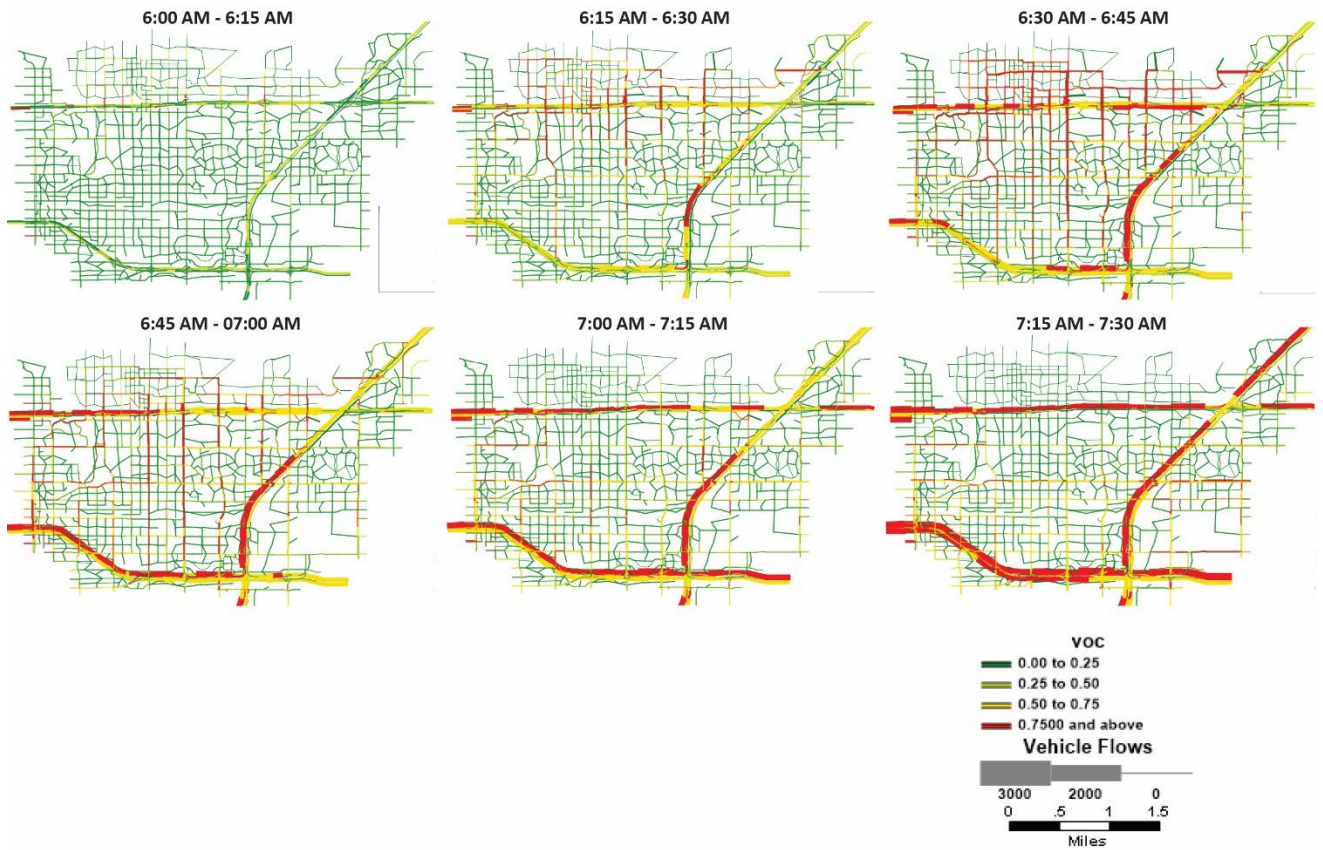 6:00 AM - 6:15 AM
6:15 AM - 6:30 AM
6:30 AM - 6:45 AM
6:45 AM - 07:00 AM
7:00 AM - 7:15 AM
7:15 AM - 7:30 AM
VOC
0.00 to 0.25
0.25 to 0.50
0.50 to 0.75
0.7500 and above
Vehicle Flows
3000 2000 0
0 .5 1 1.5
Miles